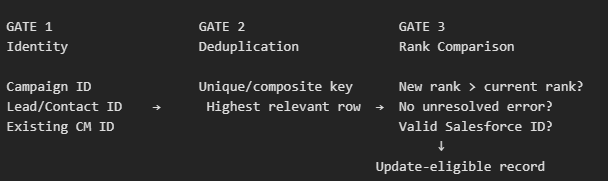 GATE 1 GATE 2 GATE 3
Identity Deduplication Rank Comparison
Campaign ID Unique/composite key New rank > current rank?
Lead/Contact ID → Highest relevant row → No unresolved error?
Existing CM ID Valid Salesforce ID?
↓
Update-eligible record